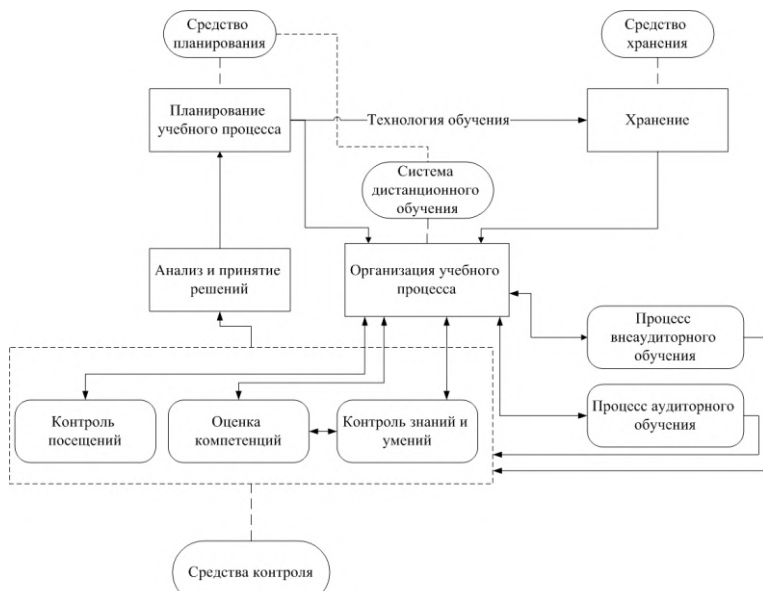 Средство
планирования
Средство
хранения
Планирование
учебного процесса
Технология обучения
Хранение
Система
дистанционного
обучения
Анализ и принятие
решений
Организация учебного
процесса
Процесс
внеаудиторного
обучения
Процесс аудиторного
обучения
Контроль
посещений
Оценка
компетенций
Контроль знаний и
умений
Средства контроля